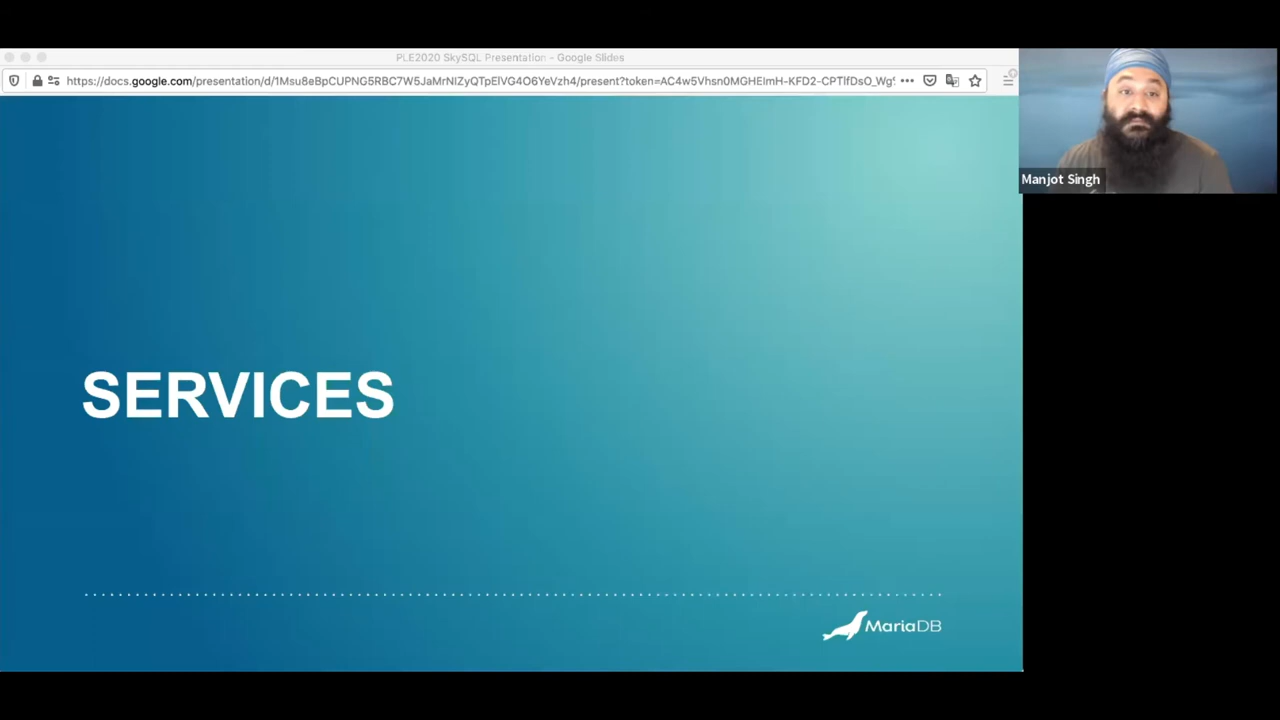 PLE2020 SkySQL Presentation - Google Slides
https://docs.google.com/presentation/d/1Msu8eBpCUPNG5RBC7W5JaMrNIZyQTpElVG4O6YeVzh4/present?token=AC4w5Vhsn0MGHEimH-KFD2-CPTlfDsO_Wg
Manjot Singh
SERVICES
MariaDB